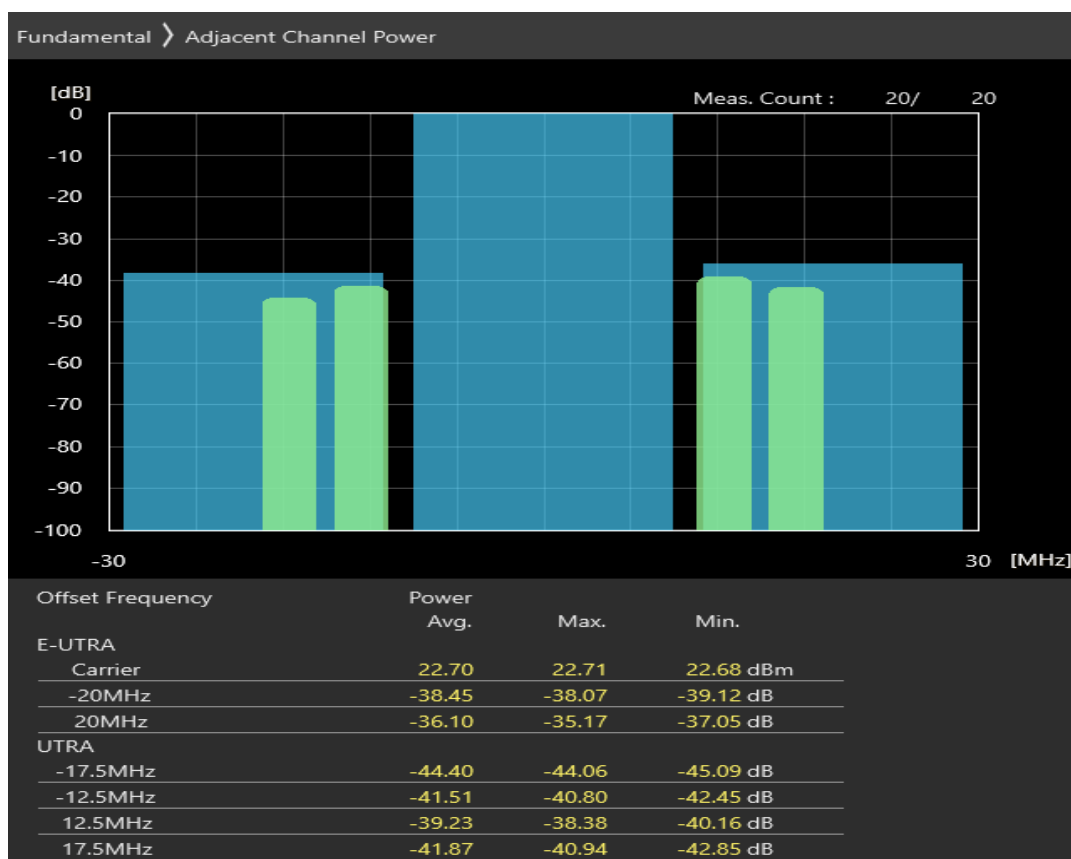 Fundamental ❯ Adjacent Channel Power
[dB]
Meas. Count : 20/ 20
0
-10
-20
-30
-40
-50
-60
-70
-80
-90
-100
-30 30 [MHz]
Offset Frequency Power
Avg. Max. Min.
E-UTRA
Carrier 22.70 22.71 22.68 dBm
-20MHz -38.45 -38.07 -39.12 dB
20MHz -36.10 -35.17 -37.05 dB
UTRA
-17.5MHz -44.40 -44.06 -45.09 dB
-12.5MHz -41.51 -40.80 -42.45 dB
12.5MHz -39.23 -38.38 -40.16 dB
17.5MHz -41.87 -40.94 -42.85 dB